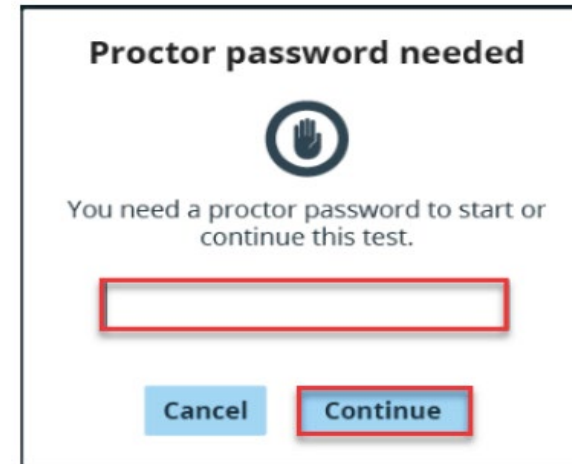 Proctor password needed
You need a proctor password to start or
continue this test.
Cancel Continue